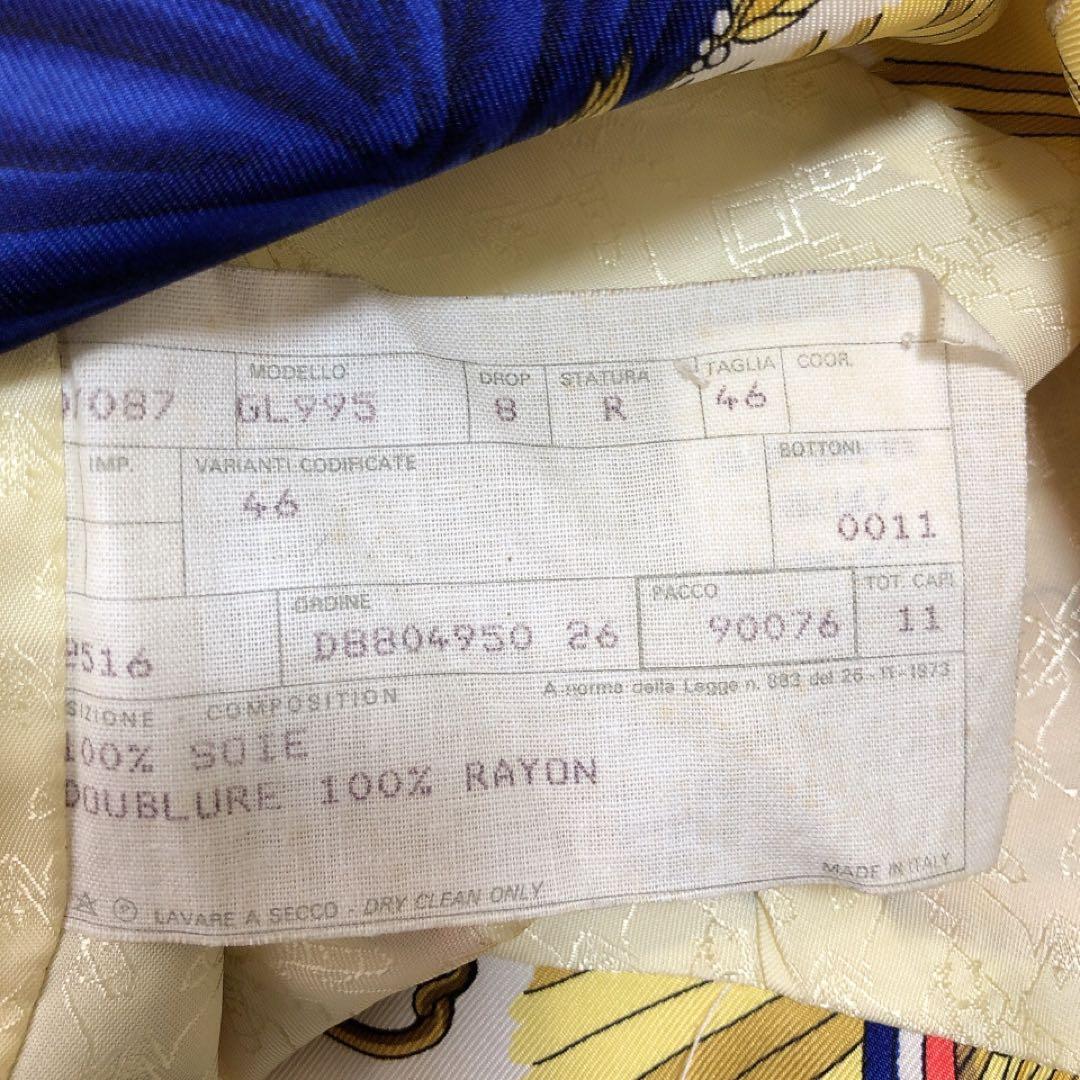 MODELLO DROP STATURA TAGLIA COOR.
1087 GL995 8 R 46
IMP. VARIANTI CODIFICATE BOTTONI
46 0011
ORDINE PACCO TOT CAPI
2516 D8804950 26 90076 11
A norma della Legge n. 883 del 26-11-1973
SIZIONE COMPOSITION
100% SOIE
DOUBLURE 100% RAYON
LAVARE A SECCO - DRY CLEAN ONLY MADE IN ITALY